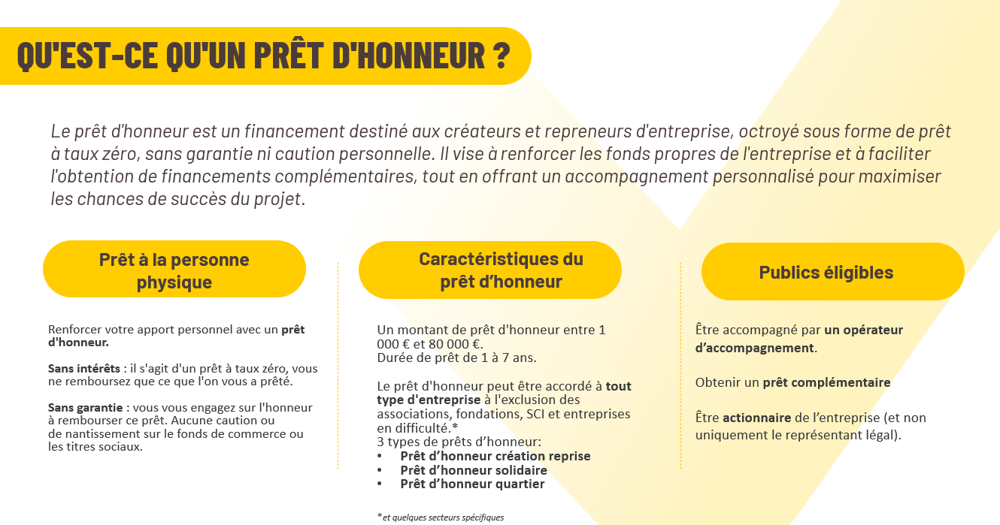 QU'EST-CE QU'UN PRÊT D'HONNEUR ?
Le prêt d'honneur est un financement destiné aux créateurs et repreneurs d'entreprise, octroyé sous forme de prêt
à taux zéro, sans garantie ni caution personnelle. Il vise à renforcer les fonds propres de l'entreprise et à faciliter
l'obtention de financements complémentaires, tout en offrant un accompagnement personnalisé pour maximiser
les chances de succès du projet.
Prêt à la personne
physique
Renforcer votre apport personnel avec un prêt
d'honneur.
Sans intérêts : il s'agit d'un prêt à taux zéro, vous
ne remboursez que ce que l'on vous a prêté.
Sans garantie : vous vous engagez sur l'honneur
à rembourser ce prêt. Aucune caution ou
de nantissement sur le fonds de commerce ou
les titres sociaux.
Caractéristiques du
prêt d’honneur
Un montant de prêt d'honneur entre 1
000 € et 80 000 €.
Durée de prêt de 1 à 7 ans.
Le prêt d'honneur peut être accordé à tout
type d'entreprise à l'exclusion des
associations, fondations, SCI et entreprises
en difficulté.*
3 types de prêts d’honneur:
• Prêt d’honneur création reprise
• Prêt d’honneur solidaire
• Prêt d’honneur quartier
*et quelques secteurs spécifiques
Publics éligibles
Être accompagné par un opérateur
d’accompagnement.
Obtenir un prêt complémentaire
Être actionnaire de l’entreprise (et non
uniquement le représentant légal).